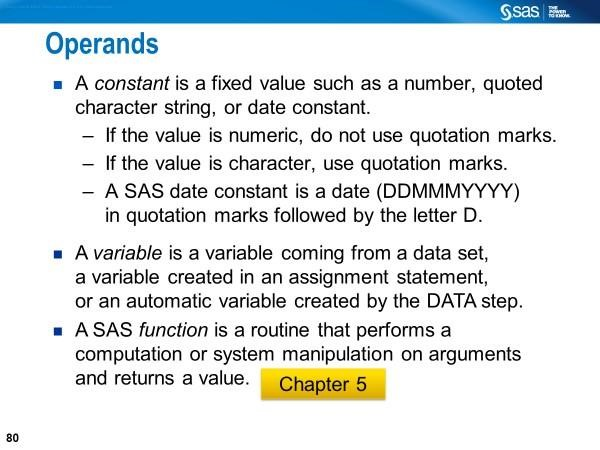 sas
THE
POWER
TO KNOW.
Operands
■ A constant is a fixed value such as a number, quoted
character string, or date constant.
– If the value is numeric, do not use quotation marks.
– If the value is character, use quotation marks.
– A SAS date constant is a date (DDMMMYYYY)
in quotation marks followed by the letter D.
■ A variable is a variable coming from a data set,
a variable created in an assignment statement,
or an automatic variable created by the DATA step.
■ A SAS function is a routine that performs a
computation or system manipulation on arguments
and returns a value.
Chapter 5
80